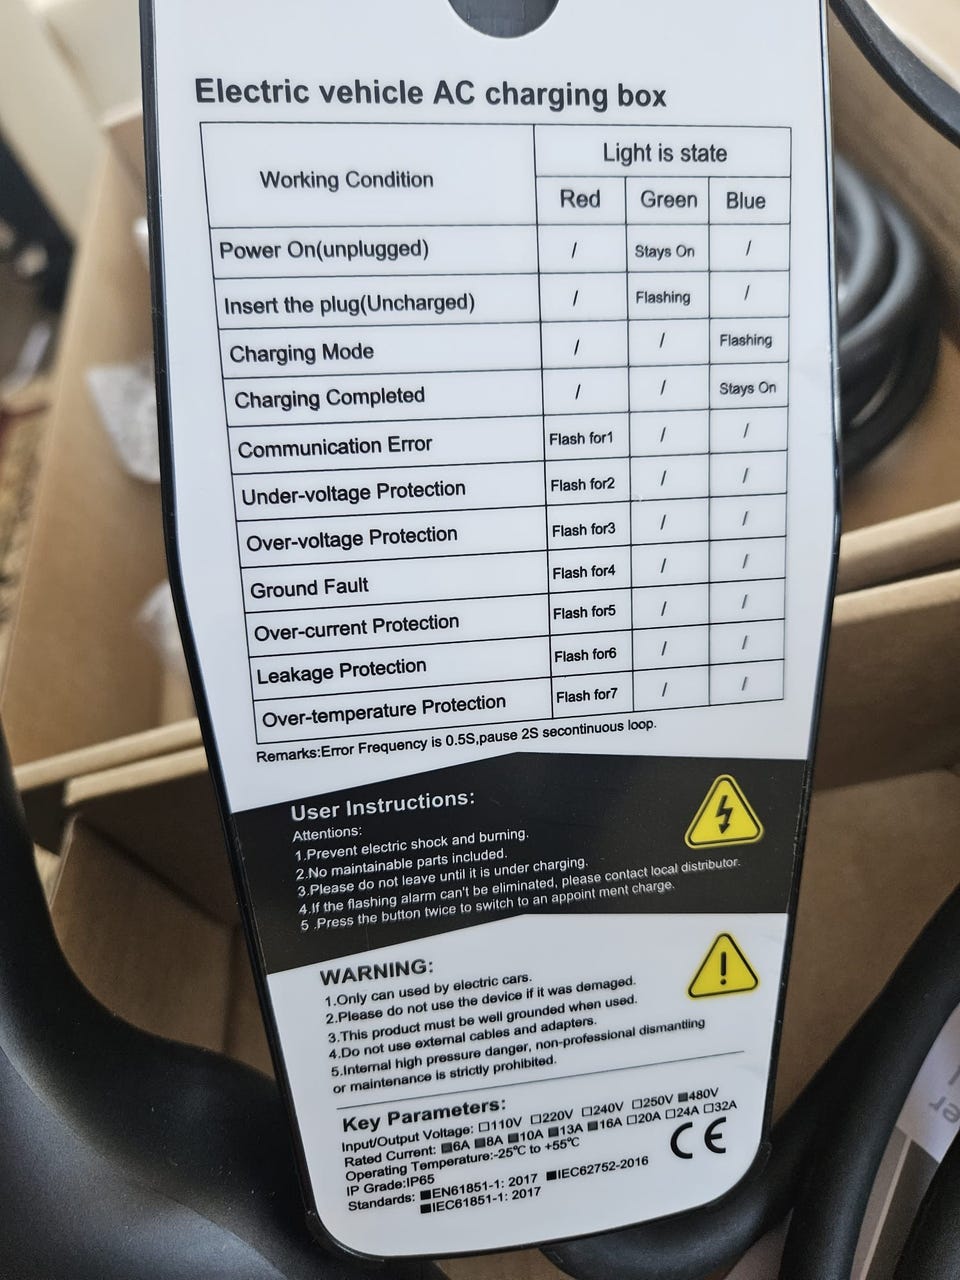 Electric vehicle AC charging box
Working Condition
Light is state
Red Green Blue
Power On(unplugged) / Stays On /
Insert the plug(Uncharged) / Flashing /
Charging Mode / / Flashing
Charging Completed / / Stays On
Communication Error Flash for1 / /
Under-voltage Protection Flash for2 / /
Over-voltage Protection Flash for3 / /
Ground Fault Flash for4 / /
Over-current Protection Flash for5 / /
Leakage Protection Flash for6 / /
Over-temperature Protection Flash for7 / /
Remarks:Error Frequency is 0.5S,pause 2S secontinuous loop.
User Instructions:
Attentions:
1.Prevent electric shock and burning.
2.No maintainable parts included.
3.Please do not leave until it is under charging.
4.If the flashing alarm can't be eliminated, please contact local distributor.
5 .Press the button twice to switch to an appoint ment charge.
WARNING:
1.Only can used by electric cars.
2.Please do not use the device if it was damaged.
3.This product must be well grounded when used.
4.Do not use external cables and adapters.
5.Internal high pressure danger, non-professional dismantling
or maintenance is strictly prohibited.
Key Parameters:
Input/Output Voltage: □110V □220V □240V □250V ■480V
Rated Current: ■6A ■8A ■10A ■13A ■16A □20A □24A □32A
Operating Temperature:-25℃ to +55℃
IP Grade:IP65
Standards: ■EN61851-1: 2017 ■IEC62752-2016
■IEC61851-1: 2017
CE